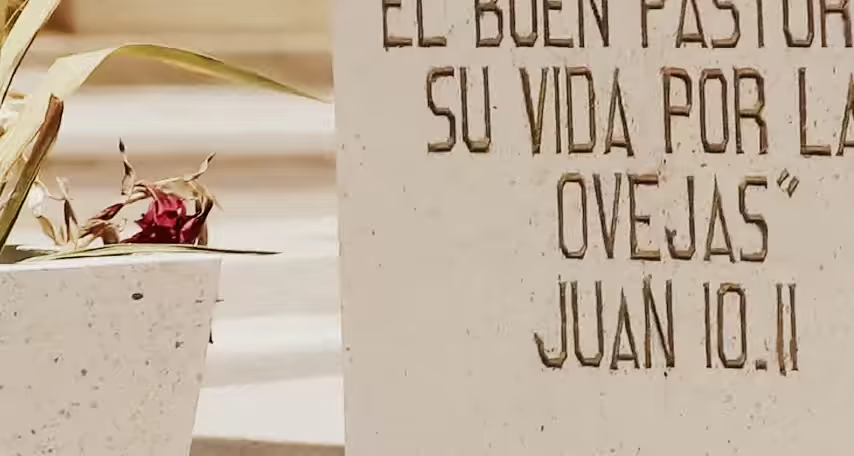 EL BUEN PASTOR
SU VIDA POR LA
OVEJAS"
JUAN 10.11